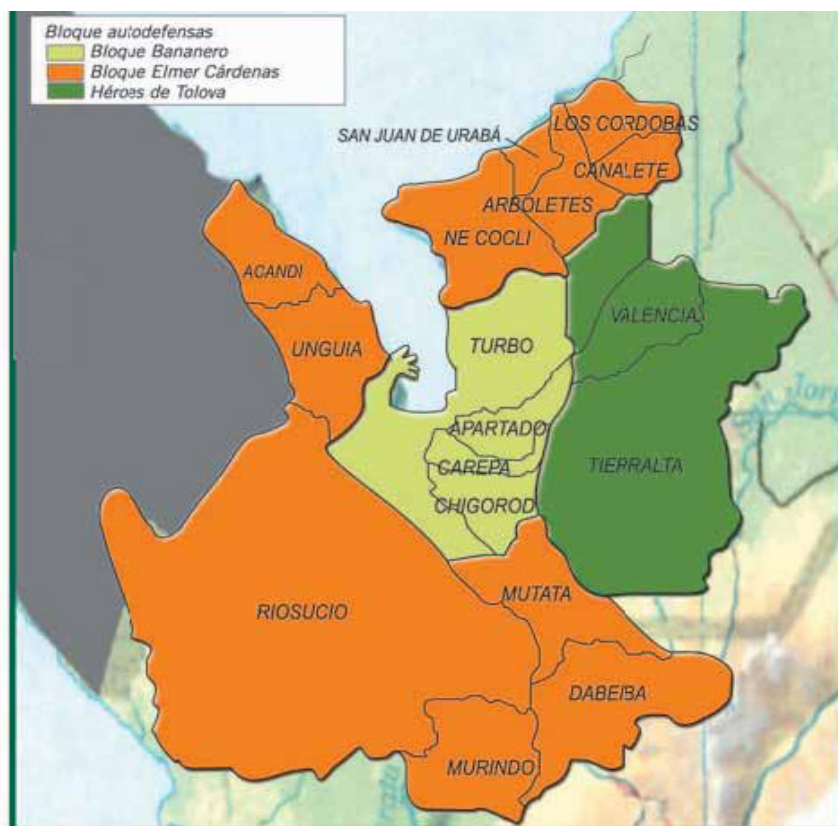 Bloque autodefensas
Bloque Bananero
Bloque Elmer Cárdenas
Héroes de Tolova
LOS CORDOBAS
SAN JUAN DE URABÁ
CANALETE
ARBOLETES
NE COCLI
ACANDI
VALENCIA
UNGUIA
TURBO
APARTADO
CAREPA
TIERRALTA
CHIGOROD
MUTATA
RIOSUCIO
DABEIBA
MURINDO